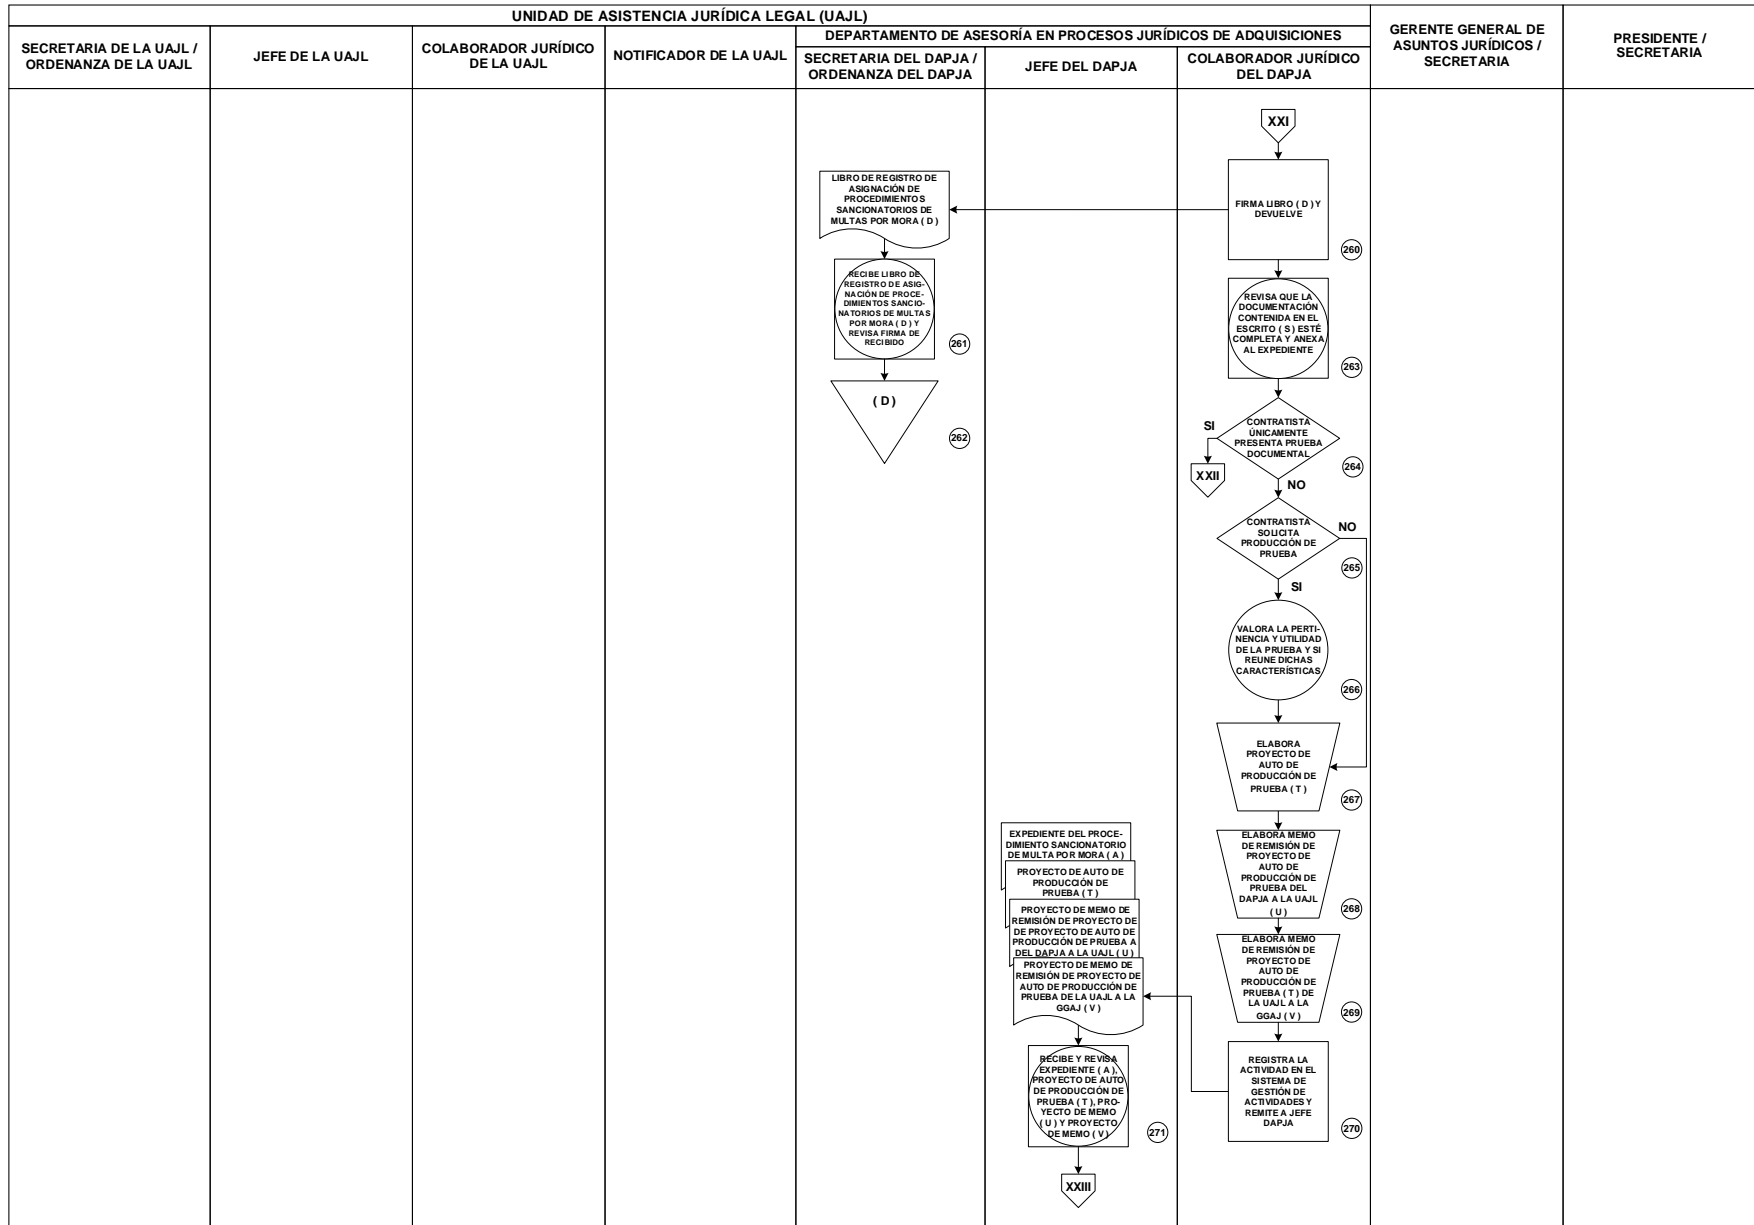 UNIDAD DE ASISTENCIA JURÍDICA LEGAL (UAJL)
SECRETARIA DE LA UAJL /
ORDENANZA DE LA UAJL
JEFE DE LA UAJL
COLABORADOR JURÍDICO
DE LA UAJL
NOTIFICADOR DE LA UAJL
DEPARTAMENTO DE ASESORÍA EN PROCESOS JURÍDICOS DE ADQUISICIONES
SECRETARIA DEL DAPJA /
ORDENANZA DEL DAPJA
JEFE DEL DAPJA
COLABORADOR JURÍDICO
DEL DAPJA
GERENTE GENERAL DE
ASUNTOS JURÍDICOS /
SECRETARIA
PRESIDENTE /
SECRETARIA
XXI
FIRMA LIBRO ( D ) Y
DEVUELVE
260
LIBRO DE REGISTRO DE
ASIGNACIÓN DE
PROCEDIMIENTOS
SANCIONATORIOS DE
MULTAS POR MORA ( D )
RECIBE LIBRO DE
REGISTRO DE ASIG-
NACIÓN DE PROCE-
DIMIENTOS SANCIO-
NATORIOS DE MULTAS
POR MORA ( D ) Y
REVISA FIRMA DE
RECIBIDO
261
( D )
262
REVISA QUE LA
DOCUMENTACIÓN
CONTENIDA EN EL
ESCRITO ( S ) ESTÉ
COMPLETA Y ANEXA
AL EXPEDIENTE
263
CONTRATISTA
ÚNICAMENTE
PRESENTA PRUEBA
DOCUMENTAL
264
SI
XXII
NO
CONTRATISTA
SOLICITA
PRODUCCIÓN DE
PRUEBA
NO
265
SI
VALORA LA PERTI-
NENCIA Y UTILIDAD
DE LA PRUEBA Y SI
REUNE DICHAS
CARACTERÍSTICAS
266
ELABORA
PROYECTO DE
AUTO DE
PRODUCCIÓN DE
PRUEBA ( T )
267
ELABORA MEMO
DE REMISIÓN DE
PROYECTO DE
AUTO DE
PRODUCCIÓN DE
PRUEBA DEL
DAPJA A LA UAJL
( U )
268
ELABORA MEMO
DE REMISIÓN DE
PROYECTO DE
AUTO DE
PRODUCCIÓN DE
PRUEBA ( T ) DE
LA UAJL A LA
GGAJ ( V )
269
REGISTRA LA
ACTIVIDAD EN EL
SISTEMA DE
GESTIÓN DE
ACTIVIDADES Y
REMITE A JEFE
DAPJA
270
EXPEDIENTE DEL PROCE-
DIMIENTO SANCIONATORIO
DE MULTA POR MORA ( A )
PROYECTO DE AUTO DE
PRODUCCIÓN DE
PRUEBA ( T )
PROYECTO DE MEMO DE
REMISIÓN DE PROYECTO DE
DE PROYECTO DE AUTO DE
PRODUCCIÓN DE PRUEBA A
DEL DAPJA A LA UAJL ( U )
PROYECTO DE MEMO DE
REMISIÓN DE PROYECTO DE
AUTO DE PRODUCCIÓN DE
PRUEBA DE LA UAJL A LA
GGAJ ( V )
RECIBE Y REVISA
EXPEDIENTE ( A ),
PROYECTO DE AUTO
DE PRODUCCIÓN DE
PRUEBA ( T ), PRO-
YECTO DE MEMO
( U ) Y PROYECTO
DE MEMO ( V )
271
XXIII